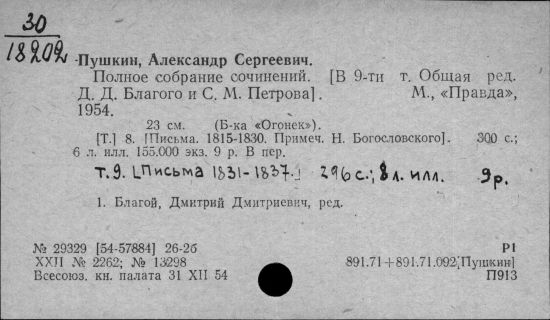 30
18202
Пушкин, Александр Сергеевич.
Полное собрание сочинений. [В 9-ти т. Общая ред.
Д. Д. Благого и С. М. Петрова]. М., «Правда»,
1954.
23 см. (Б-ка «Огонек»).
[Т.] 8. [Письма. 1815-1830. Примеч. Н. Богословского]. 300 с.;
6 л. илл. 155.000 экз. 9 р. В пер.
Т. 9. [Письма 1831-1837.] 296 с.; 8 л. илл. 9р.
1. Благой, Дмитрий Дмитриевич, ред.
№ 29329 [54-57884] 26-2б Р1
XXII № 2262; № 13298 891.71+891.071.092[Пушкин]
Всесоюз. кн. палата 31 XII 54 П913